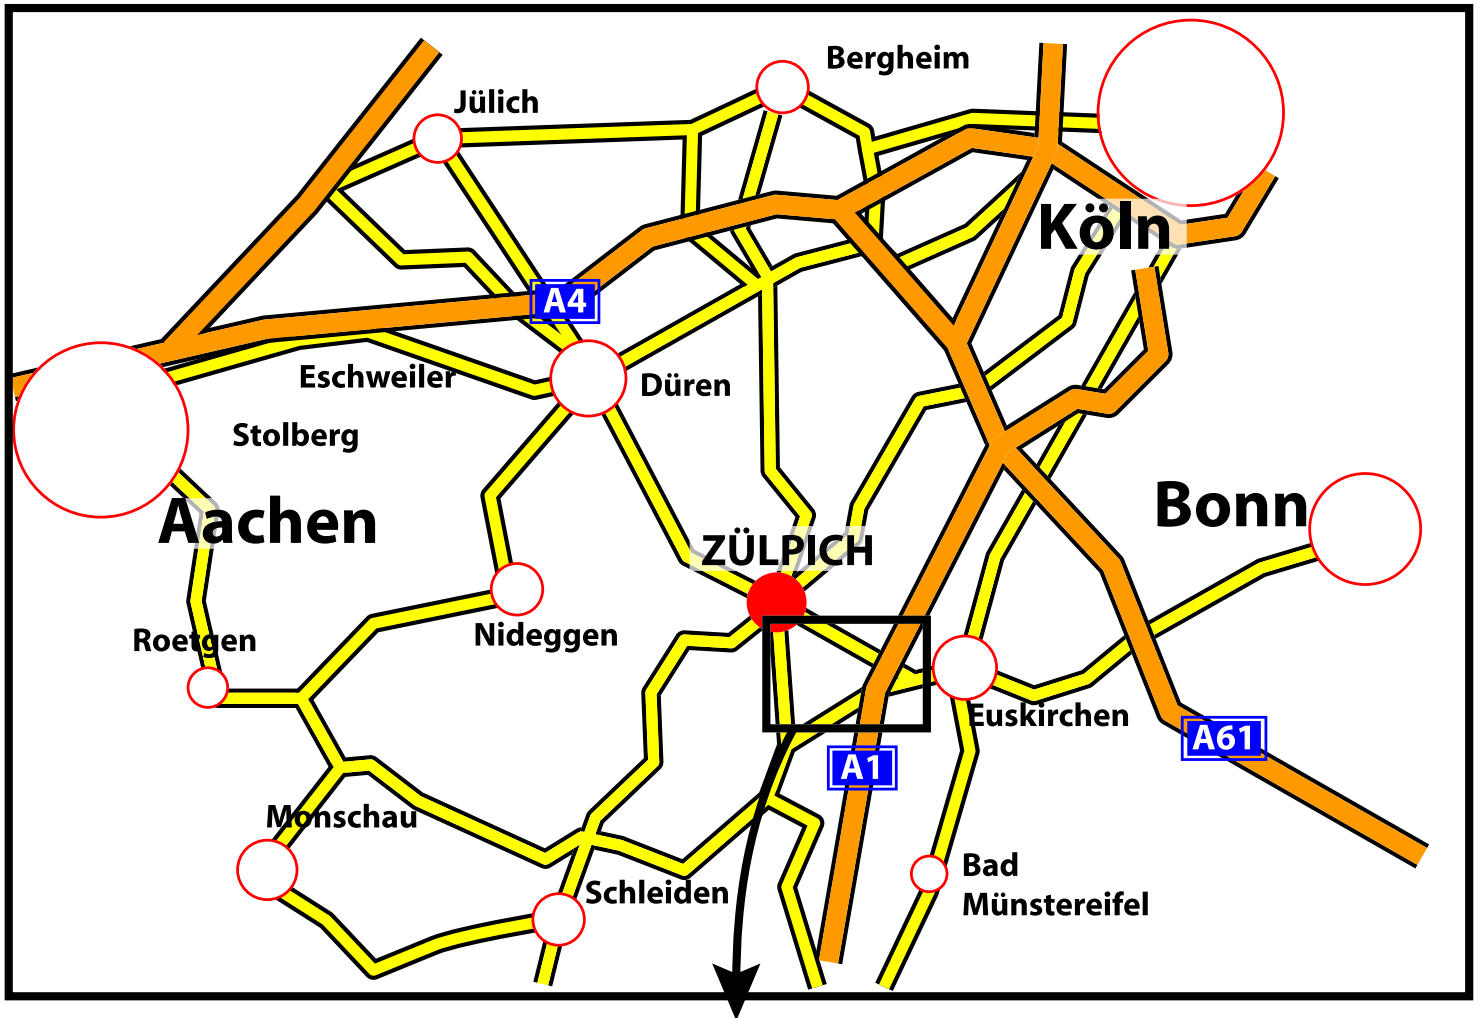 Bergheim
Jülich
Köln
A4
Eschweiler
Düren
Stolberg
Aachen
Bonn
ZÜLPICH
Roetgen
Nideggen
Euskirchen
A61
A1
Monschau
Schleiden
Bad
Münstereifel